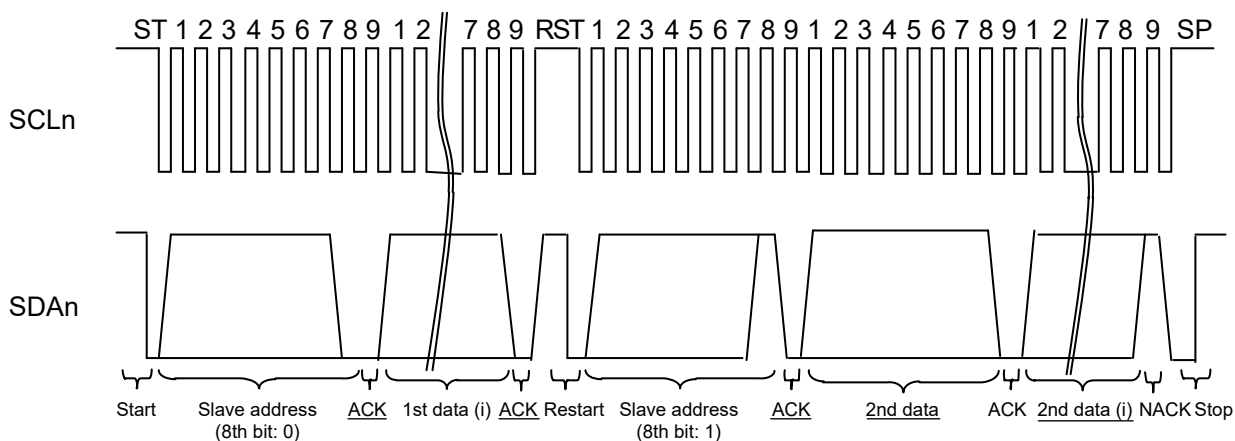 ST 1 2 3 4 5 6 7 8 9 1 2 7 8 9 RST 1 2 3 4 5 6 7 8 9 1 2 3 4 5 6 7 8 9 1 2 7 8 9 SP
SCLn
SDAn
Start Slave address ACK 1st data (i) ACK Restart Slave address ACK 2nd data ACK 2nd data (i) NACK Stop
(8th bit: 0) (8th bit: 1)